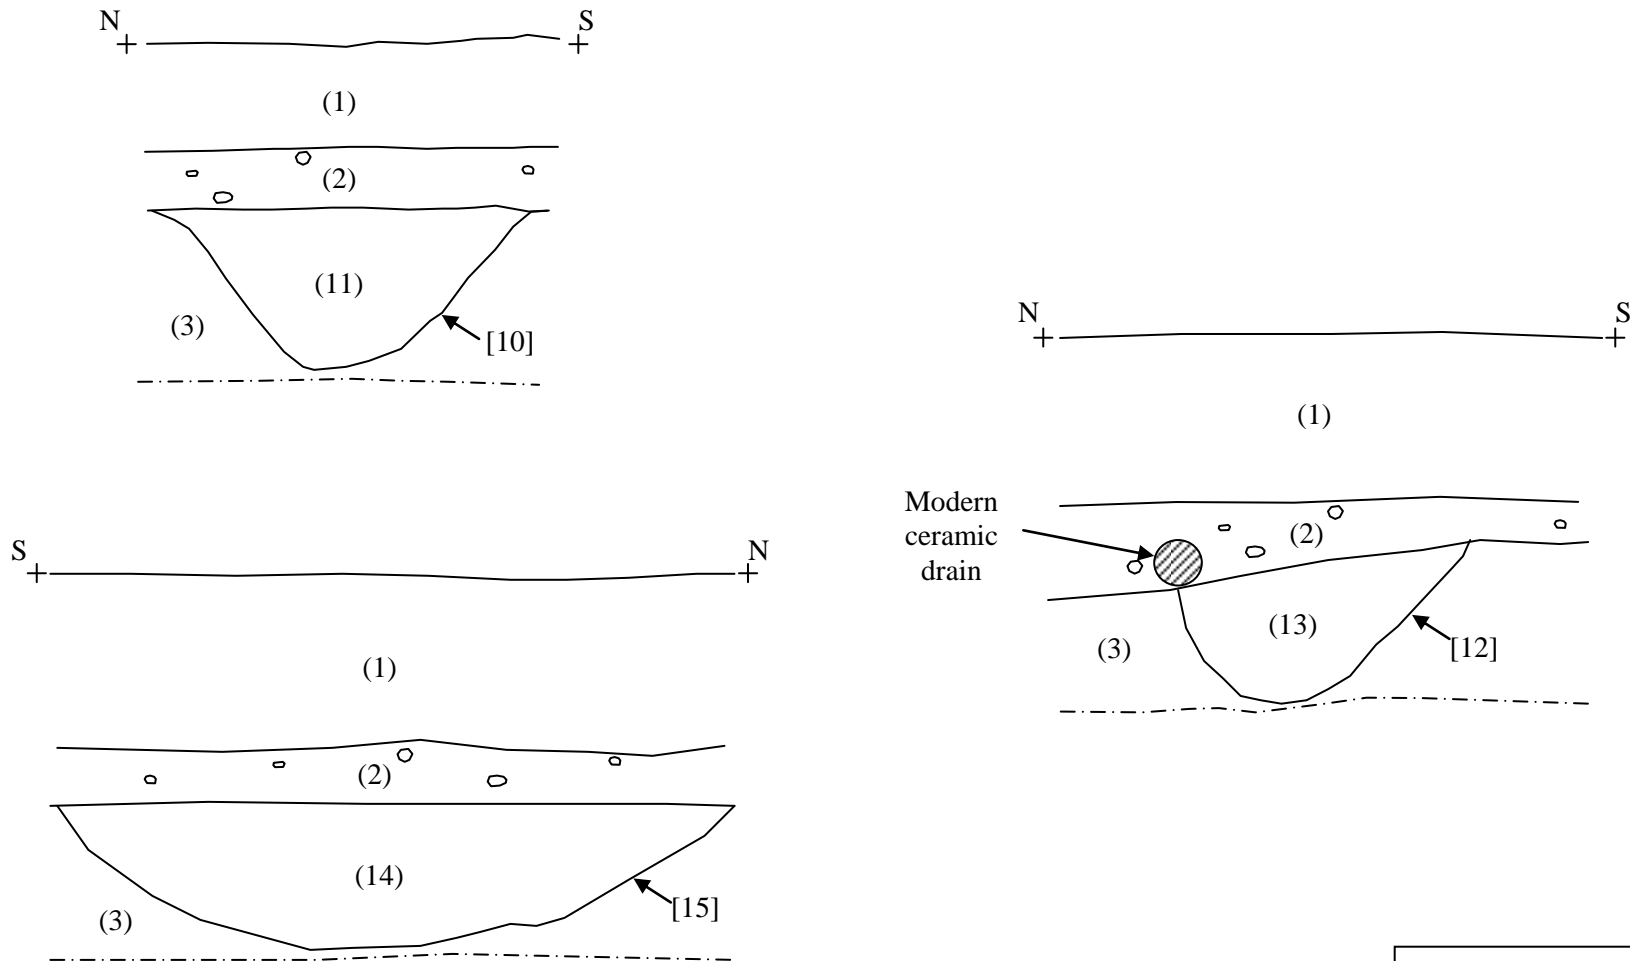 N
S
(1)
(2)
(11)
(3)
[10]
N
S
(1)
Modern
ceramic
drain
(2)
(13)
(3)
[12]
S
N
(1)
(2)
(14)
(3)
[15]